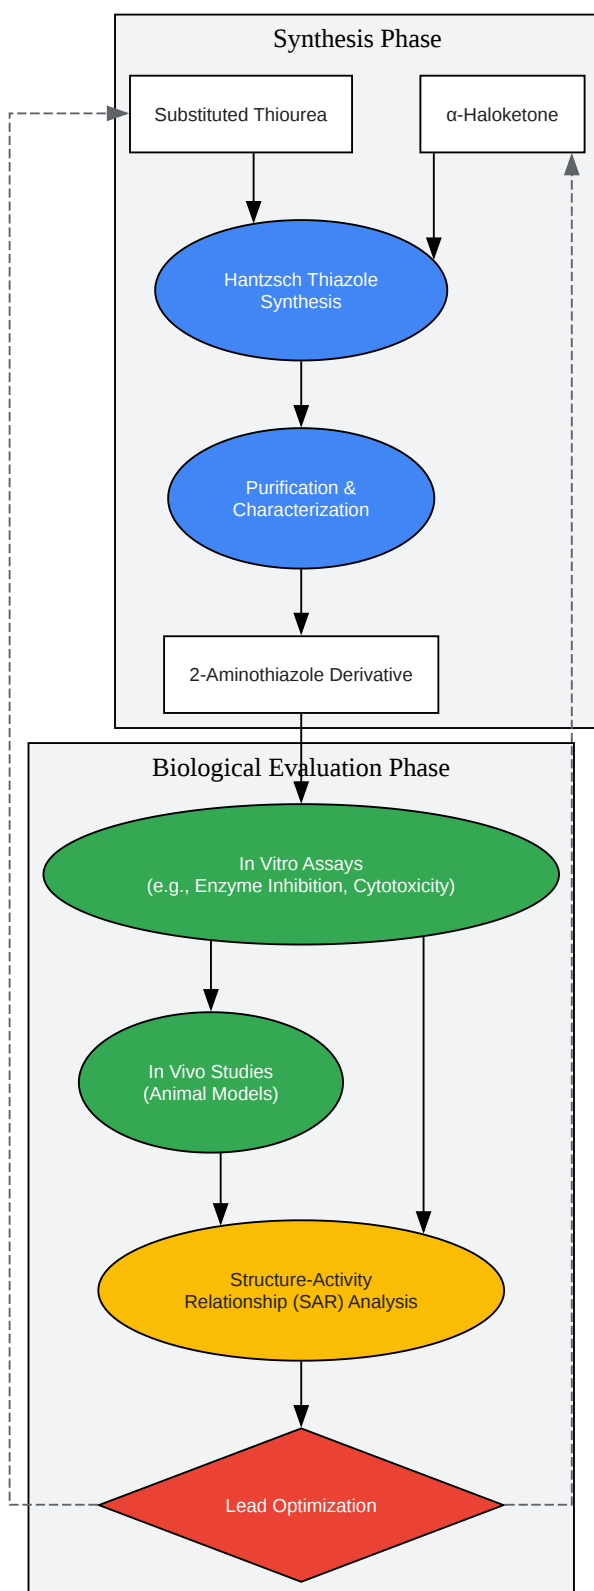 Synthesis Phase
Substituted Thiourea
α-Haloketone
Hantzsch Thiazole
Synthesis
Purification &
Characterization
2-Aminothiazole Derivative
Biological Evaluation Phase
In Vitro Assays
(e.g., Enzyme Inhibition, Cytotoxicity)
In Vivo Studies
(Animal Models)
Structure-Activity
Relationship (SAR) Analysis
Lead Optimization